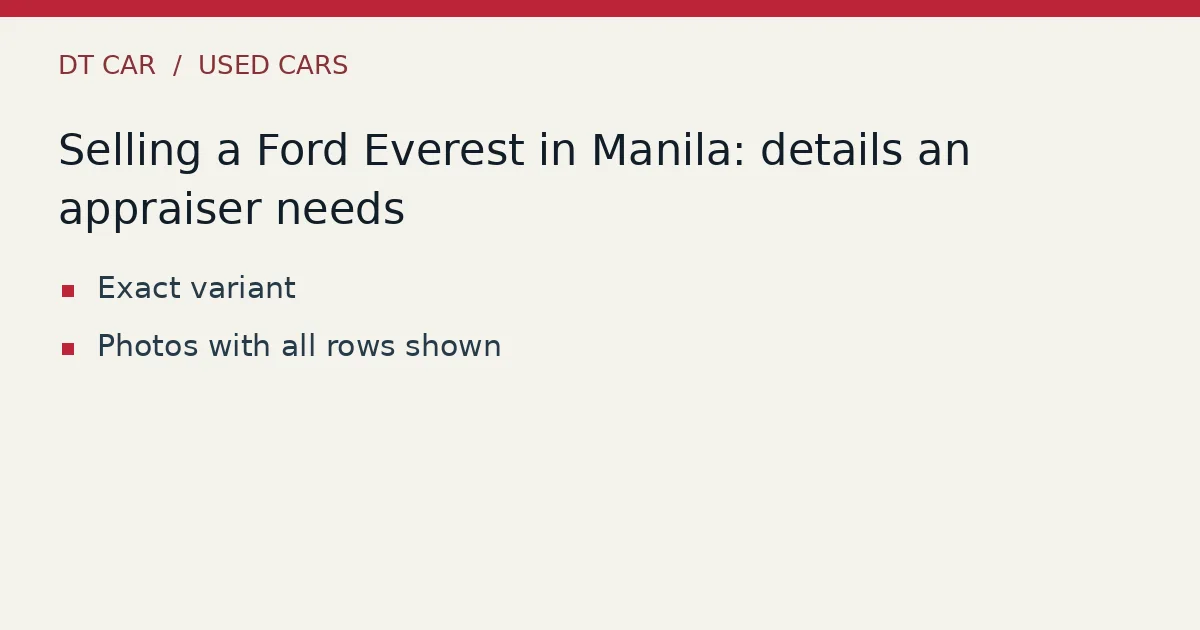 DT CAR / USED CARS
Selling a Ford Everest in Manila: details an
appraiser needs
Exact variant
Photos with all rows shown